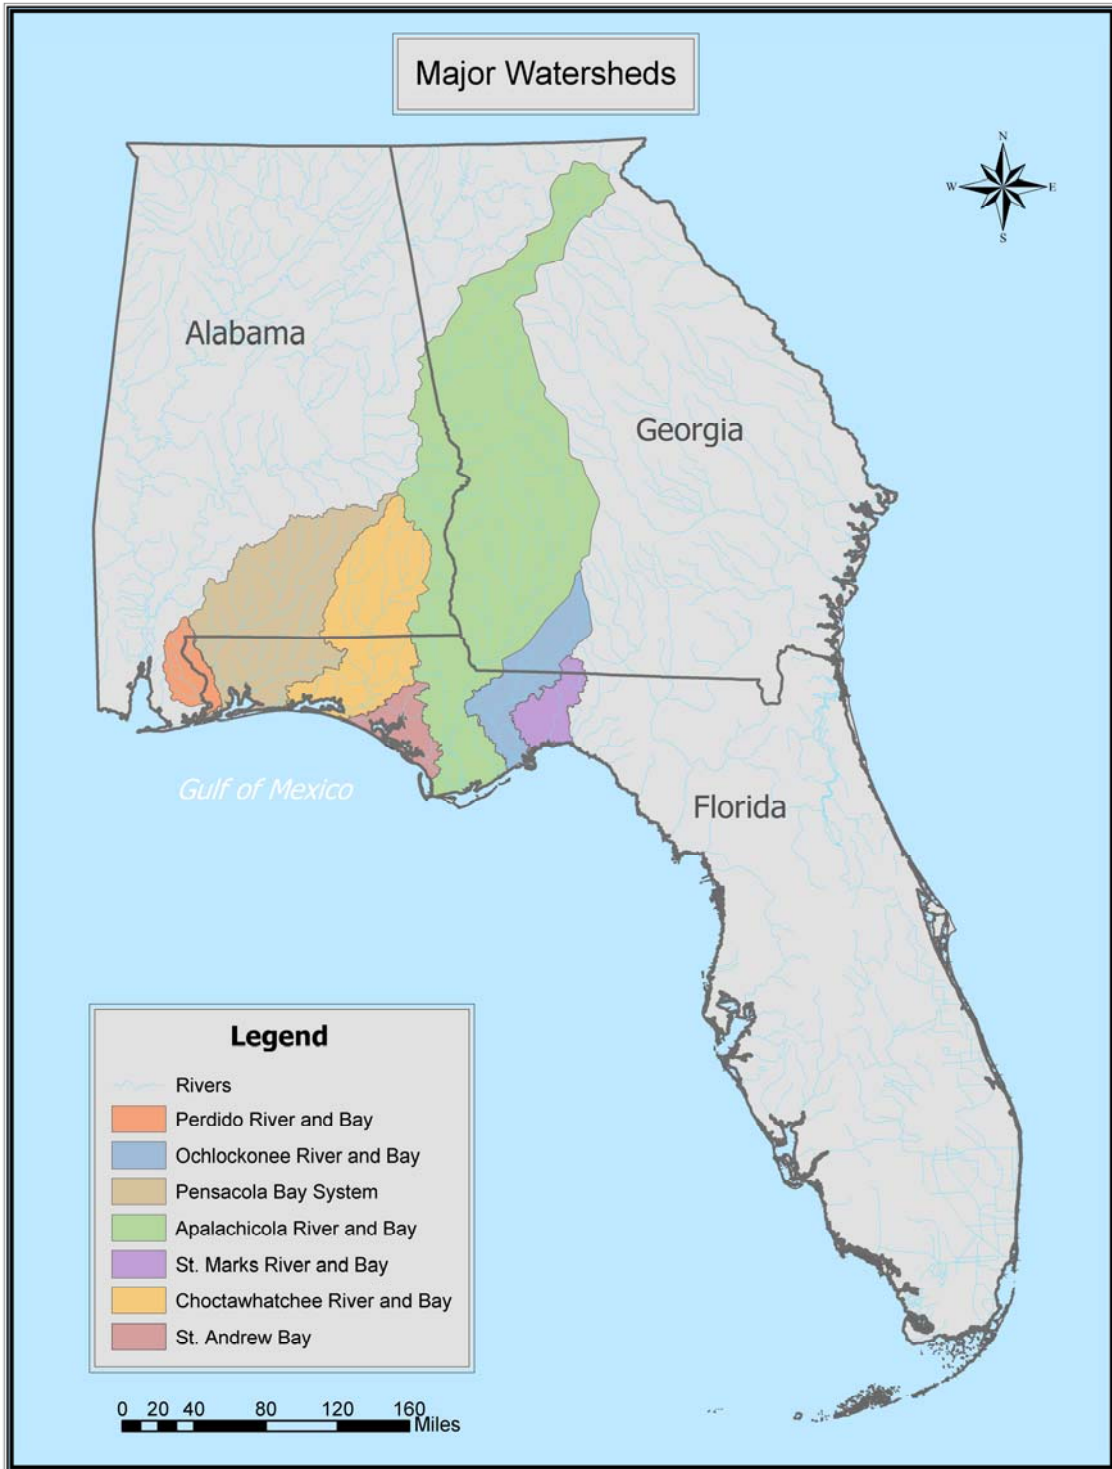 Major Watersheds
N
W E
S
Alabama
Georgia
Gulf of Mexico
Florida
Legend
Rivers
Perdido River and Bay
Ochlockonee River and Bay
Pensacola Bay System
Apalachicola River and Bay
St. Marks River and Bay
Choctawhatchee River and Bay
St. Andrew Bay
0 20 40 80 120 160
Miles